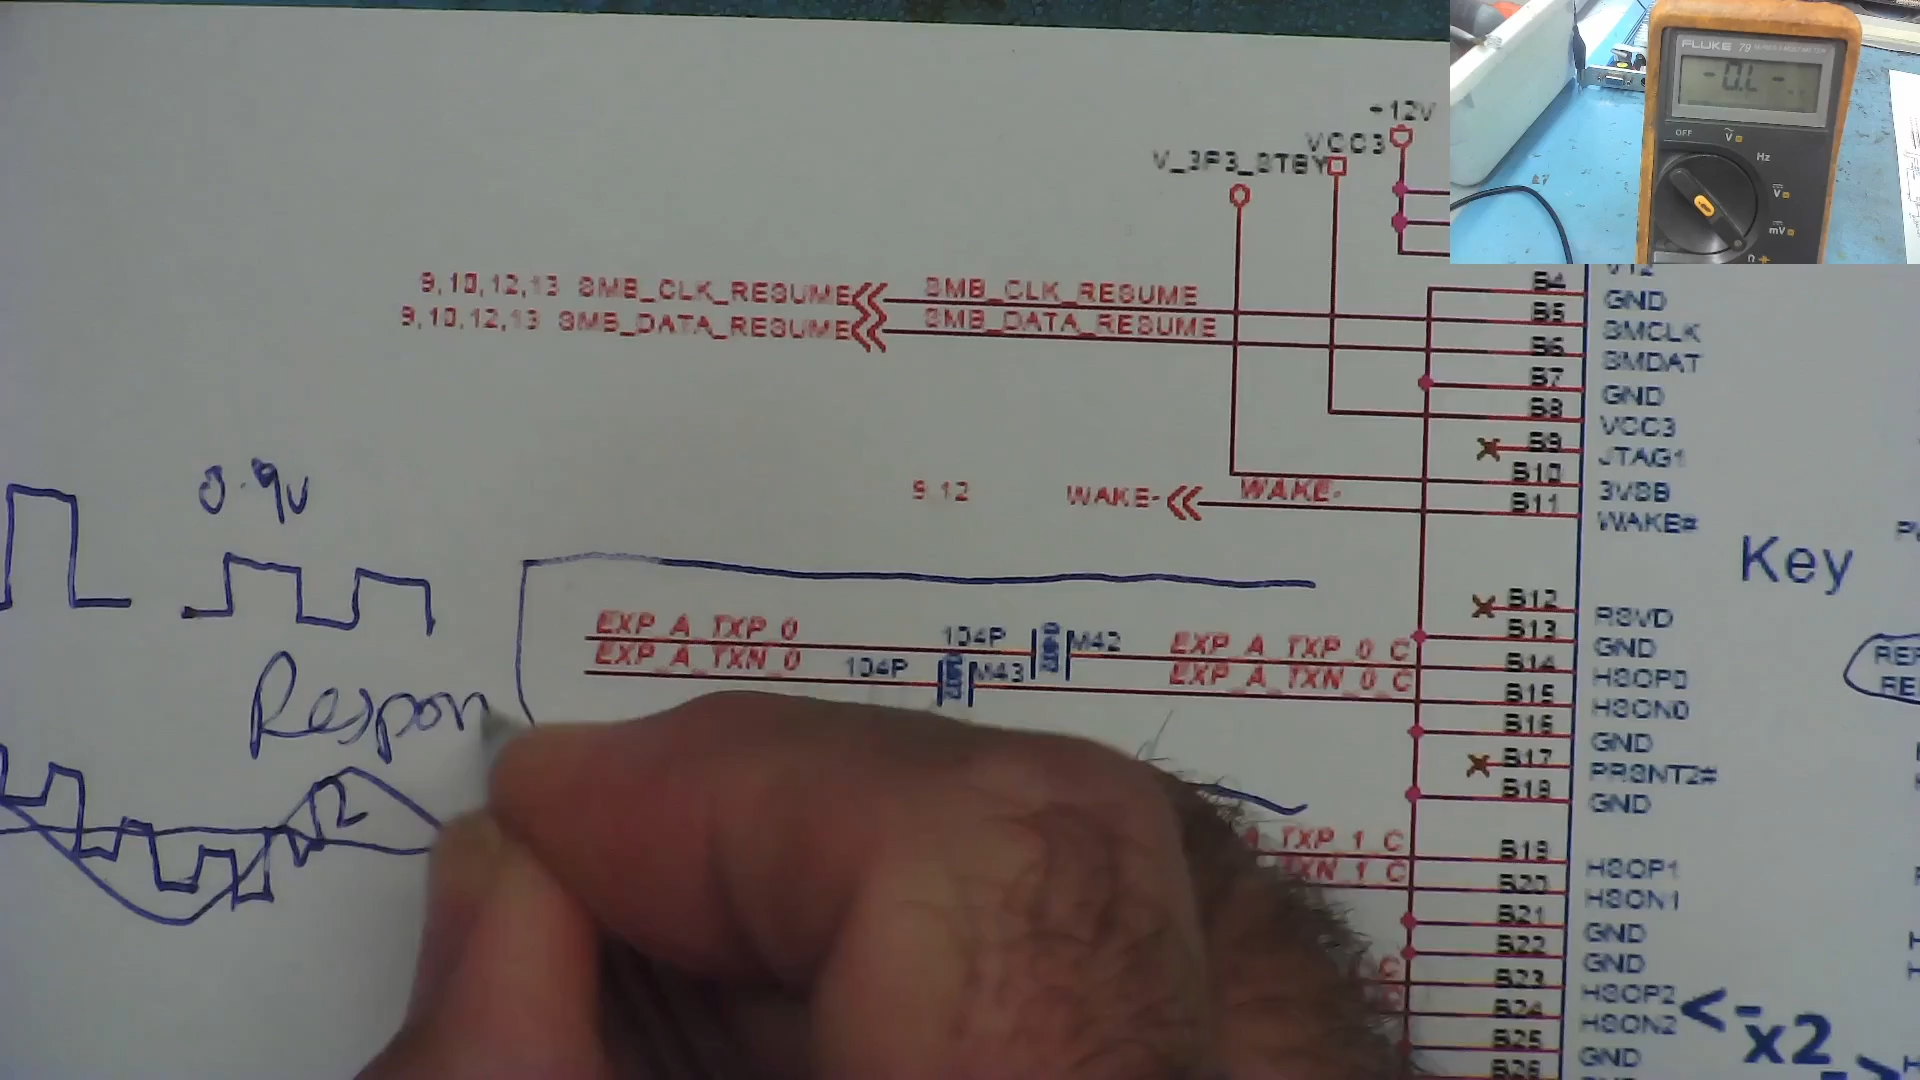 FLUKE 79
OFF
V
Hz
V
mV
Ω
+12V
VCC3
V_3P3_STBY
B4
GND
9,10,12,13 SMB_CLK_RESUME
SMB_CLK_RESUME
B5
SMCLK
9,10,12,13 SMB_DATA_RESUME
SMB_DATA_RESUME
B6
SMDAT
B7
GND
B8
VCC3
B9
JTAG1
B10
3VSB
9 12 WAKE-
WAKE-
B11
WAKE#
0.9v
Key
B12
RSVD
EXP_A_TXP_0
104P
M42
EXP_A_TXP_0_C
B13
GND
EXP_A_TXN_0
104P
M43
EXP_A_TXN_0_C
B14
HSOP0
B15
HSON0
Respon
B16
GND
B17
PRSNT2#
B18
GND
TXP_1_C
B19
HSOP1
TXN_1_C
B20
HSON1
B21
GND
B22
GND
B23
HSOP2
B24
HSON2
<-x2
B25
GND
B26